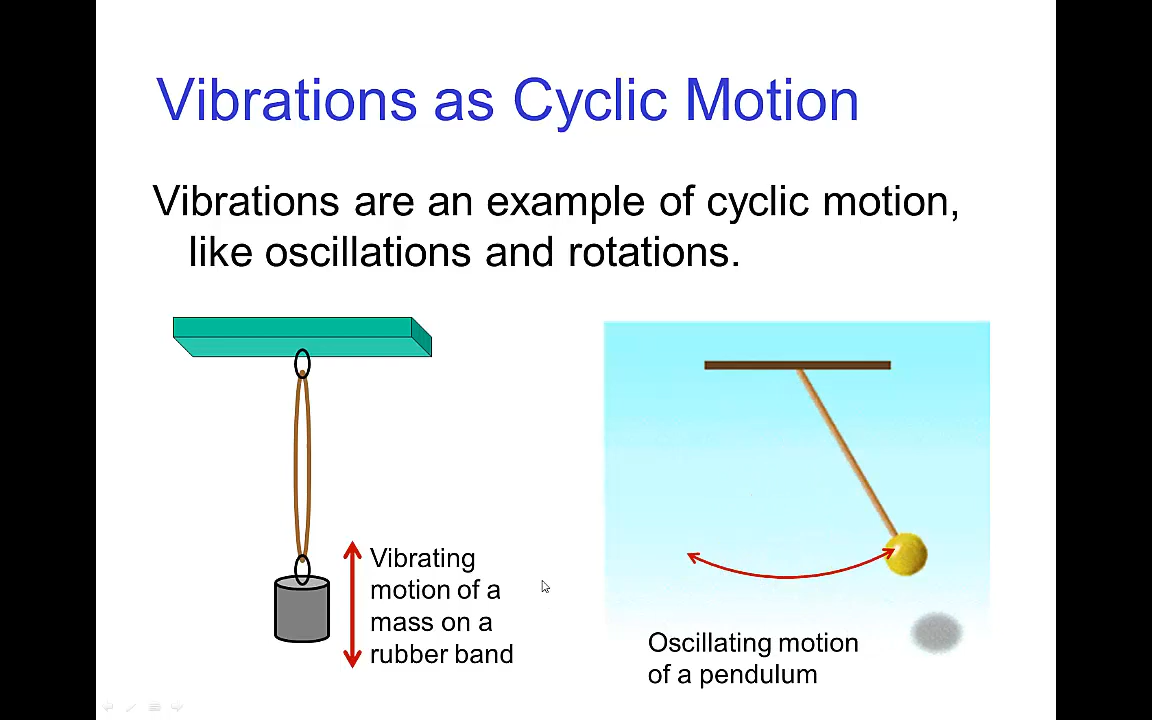 Vibrations as Cyclic Motion
Vibrations are an example of cyclic motion,
like oscillations and rotations.
Vibrating
motion of a
mass on a
rubber band
Oscillating motion
of a pendulum